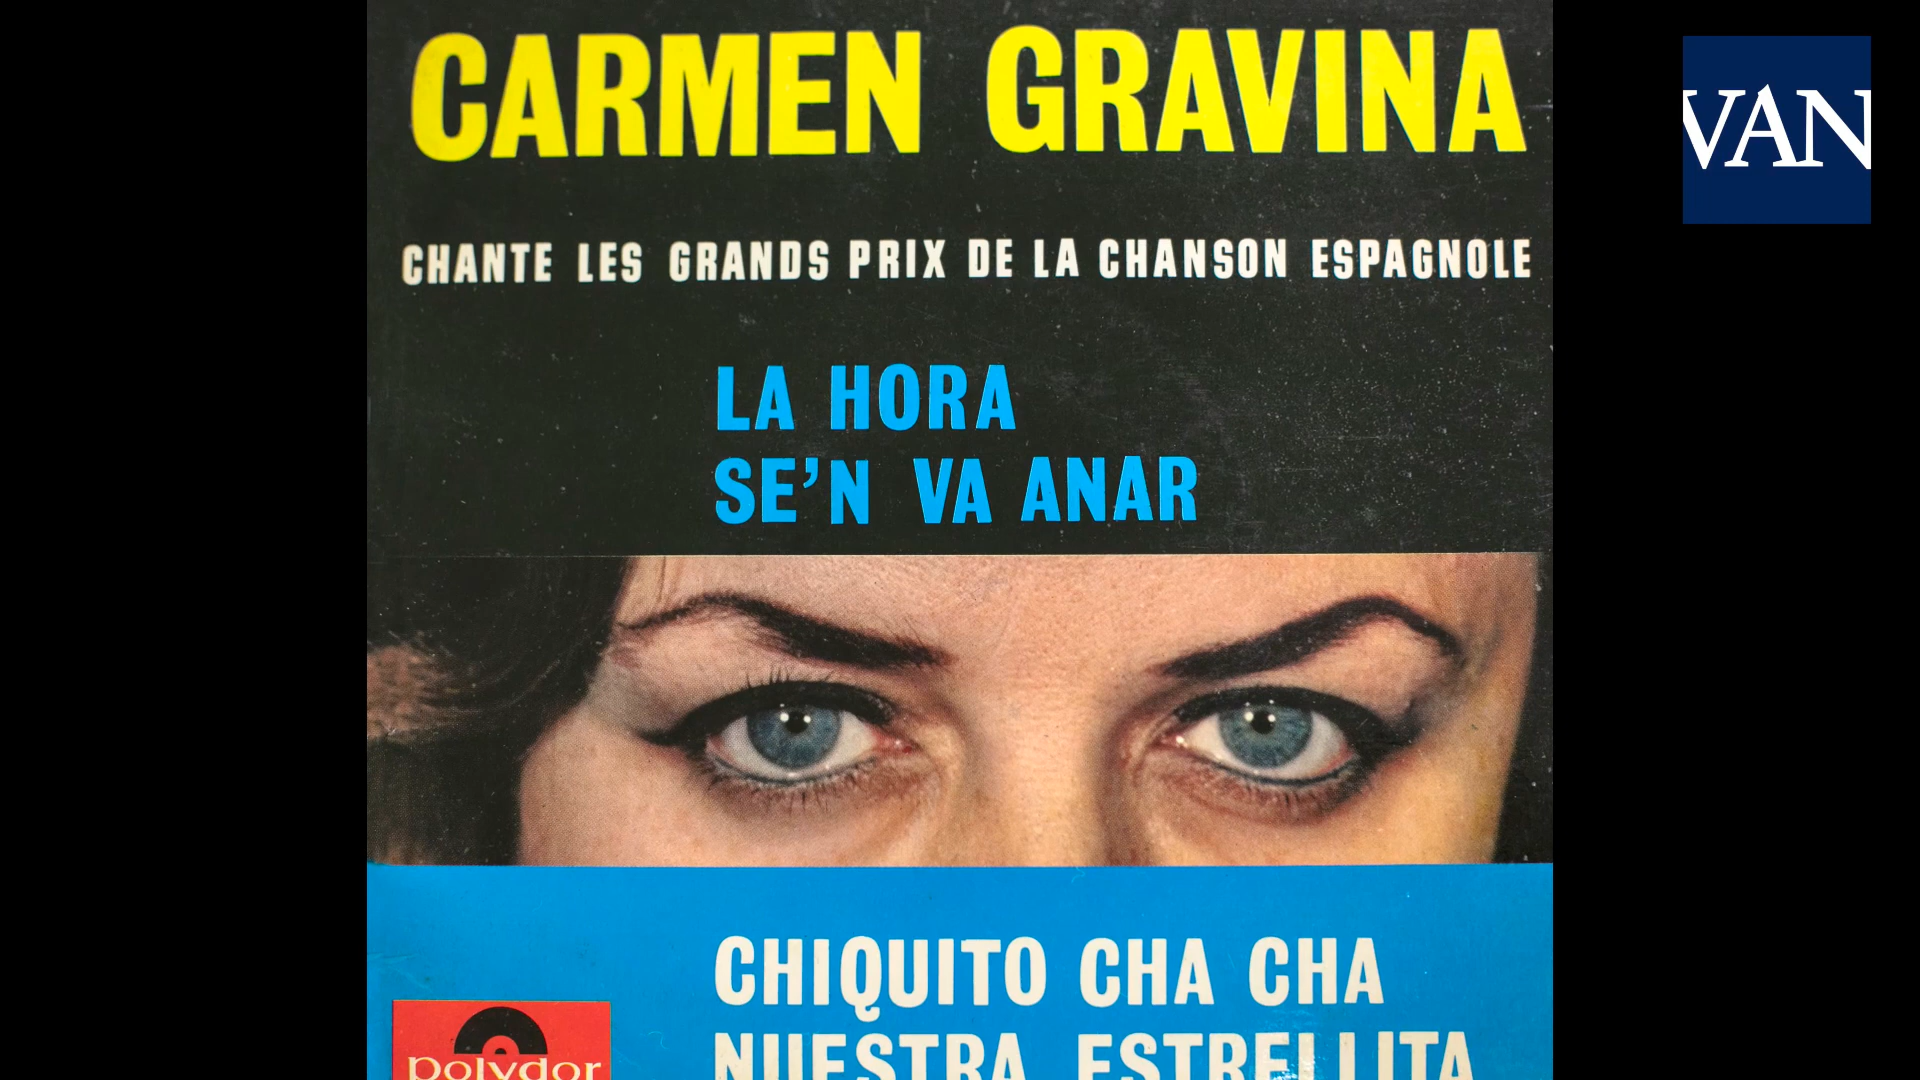 CARMEN GRAVINA
VAN
CHANTE LES GRANDS PRIX DE LA CHANSON ESPAGNOLE
LA HORA
SE'N VA ANAR
CHIQUITO CHA CHA
NUESTRA ESTRELLITA
polydor